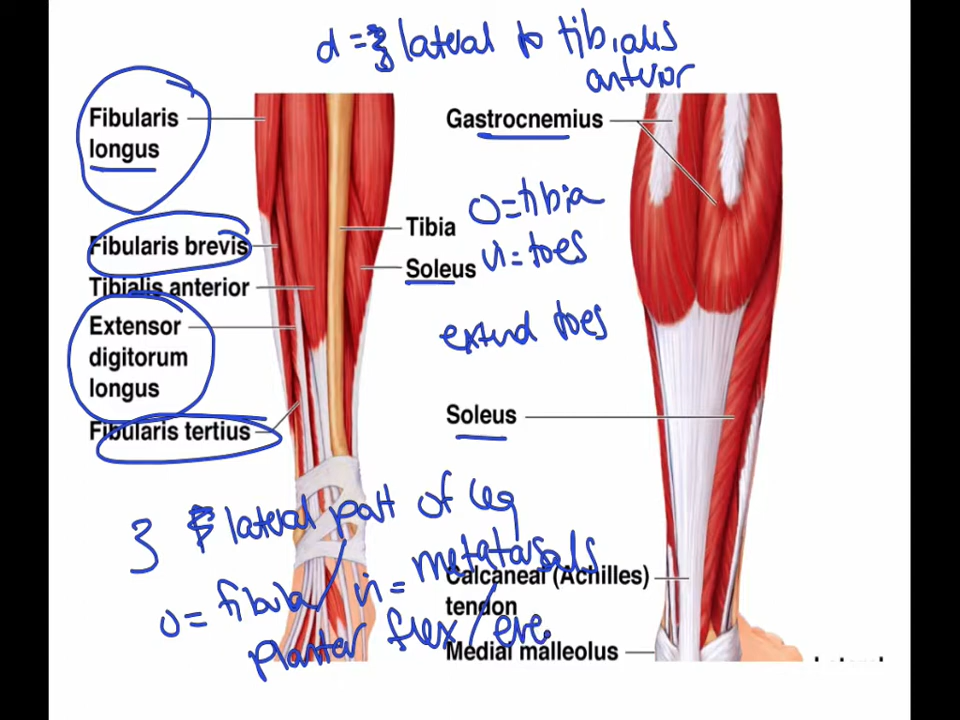 d = lateral to tibialis
anterior
Fibularis
longus
Gastrocnemius
o = tibia
Tibia
Fibularis brevis
n = toes
Soleus
Tibialis anterior
Extensor
digitorum
longus
extend toes
Soleus
Fibularis tertius
3 lateral part of leg
o = fibula/ n = metatarsals
Calcaneal (Achilles)
tendon
planter flex/eve
Medial malleolus